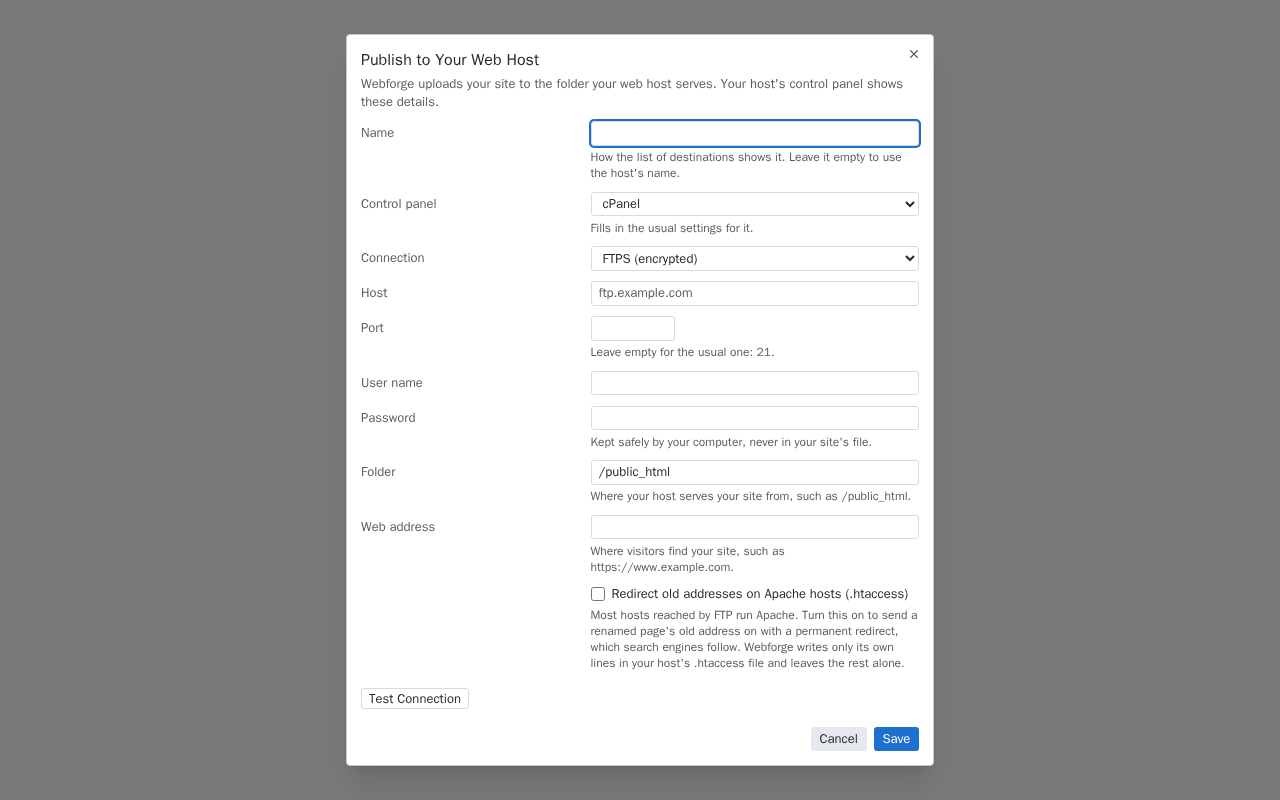 Publish to Your Web Host
×
Webforge uploads your site to the folder your web host serves. Your host's control panel shows
these details.
Name
How the list of destinations shows it. Leave it empty to use
the host's name.
Control panel
cPanel
Fills in the usual settings for it.
Connection
FTPS (encrypted)
Host
ftp.example.com
Port
Leave empty for the usual one: 21.
User name
Password
Kept safely by your computer, never in your site's file.
Folder
/public_html
Where your host serves your site from, such as /public_html.
Web address
Where visitors find your site, such as
https://www.example.com.
Redirect old addresses on Apache hosts (.htaccess)
Most hosts reached by FTP run Apache. Turn this on to send a
renamed page's old address on with a permanent redirect,
which search engines follow. Webforge writes only its own
lines in your host's .htaccess file and leaves the rest alone.
Test Connection
Cancel
Save